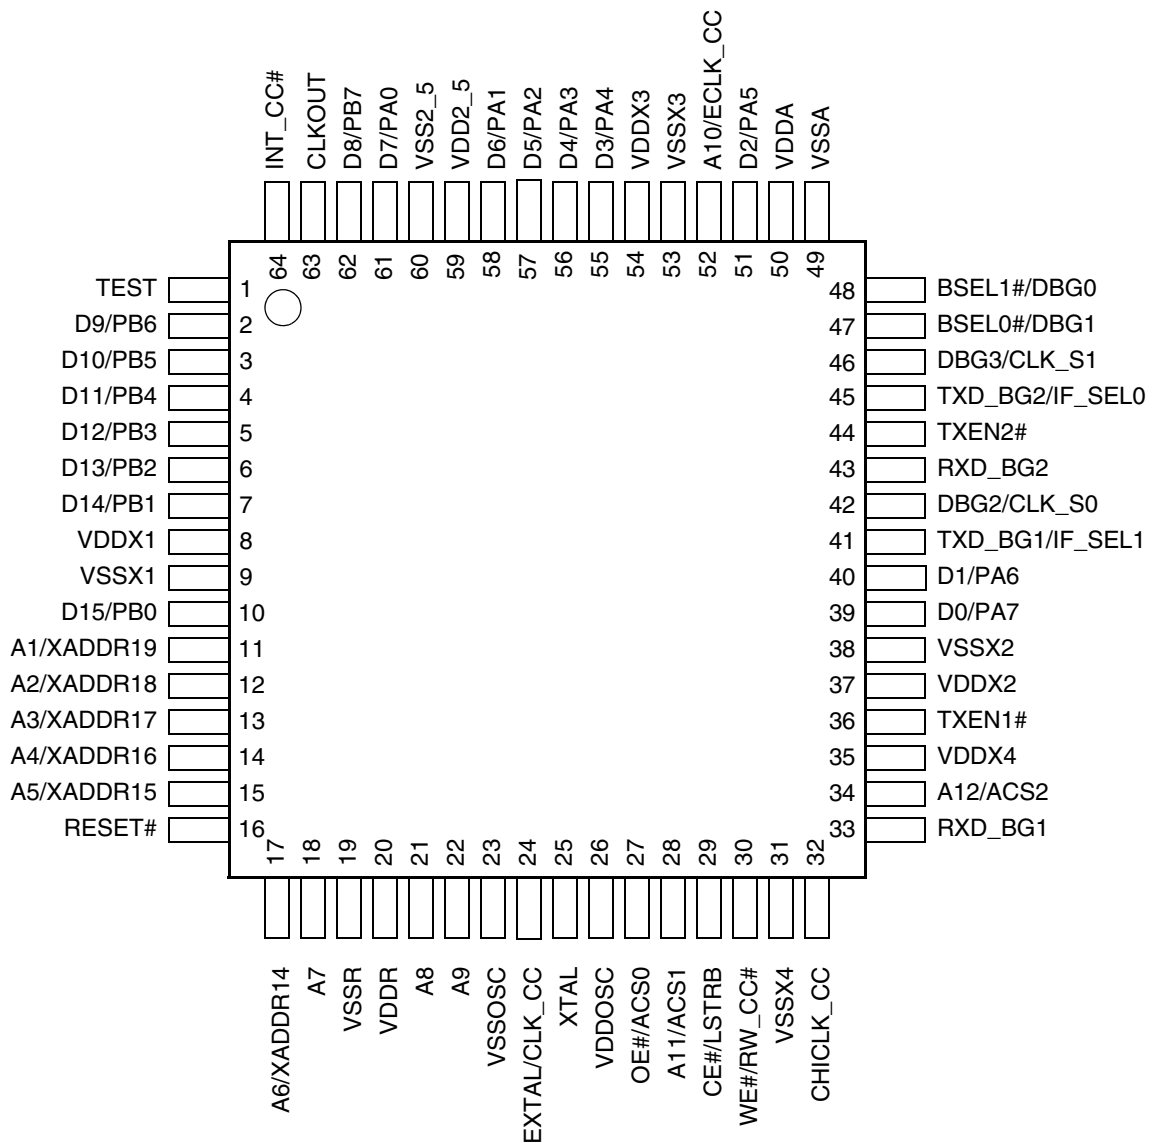 INT_CC#
CLKOUT
D8/PB7
D7/PA0
VSS2_5
VDD2_5
D6/PA1
D5/PA2
D4/PA3
D3/PA4
VDDX3
VSSX3
A10/ECLK_CC
D2/PA5
VDDA
VSSA
64
63
62
61
60
59
58
57
56
55
54
53
52
51
50
49
TEST 1
D9/PB6 2
D10/PB5 3
D11/PB4 4
D12/PB3 5
D13/PB2 6
D14/PB1 7
VDDX1 8
VSSX1 9
D15/PB0 10
A1/XADDR19 11
A2/XADDR18 12
A3/XADDR17 13
A4/XADDR16 14
A5/XADDR15 15
RESET# 16
48 BSEL1#/DBG0
47 BSEL0#/DBG1
46 DBG3/CLK_S1
45 TXD_BG2/IF_SEL0
44 TXEN2#
43 RXD_BG2
42 DBG2/CLK_S0
41 TXD_BG1/IF_SEL1
40 D1/PA6
39 D0/PA7
38 VSSX2
37 VDDX2
36 TXEN1#
35 VDDX4
34 A12/ACS2
33 RXD_BG1
17
18
19
20
21
22
23
24
25
26
27
28
29
30
31
32
A6/XADDR14
A7
VSSR
VDDR
A8
A9
VSSOSC
EXTAL/CLK_CC
XTAL
VDDOSC
OE#/ACS0
A11/ACS1
CE#/LSTRB
WE#/RW_CC#
VSSX4
CHICLK_CC